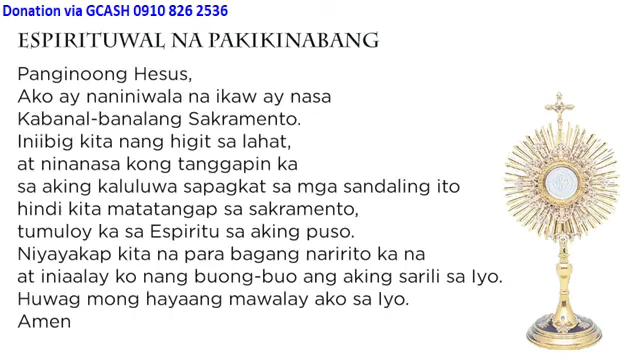 Donation via GCASH 0910 826 2536
ESPIRITUWAL NA PAKIKINABANG
Panginoong Hesus,
Ako ay naniniwala na ikaw ay nasa
Kabanal-banalang Sakramento.
Iniibig kita nang higit sa lahat,
at ninanasa kong tanggapin ka
sa aking kaluluwa sapagkat sa mga sandaling ito
hindi kita matatangap sa sakramento,
tumuloy ka sa Espiritu sa aking puso.
Niyayakap kita na para bagang naririto ka na
at iniaalay ko nang buong-buo ang aking sarili sa Iyo.
Huwag mong hayaang mawalay ako sa Iyo.
Amen